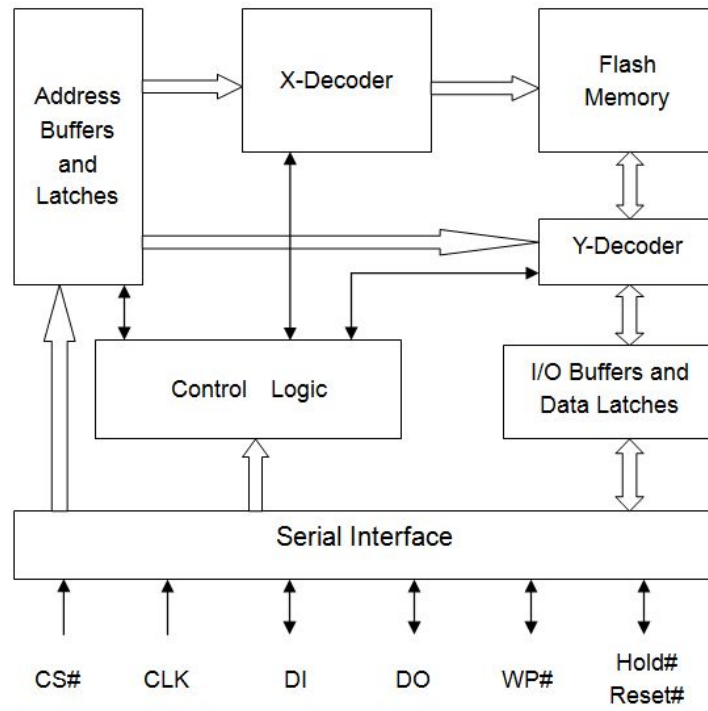 Address
Buffers
and
Latches
X-Decoder
Flash
Memory
Y-Decoder
Control Logic
I/O Buffers and
Data Latches
Serial Interface
CS#
CLK
DI
DO
WP#
Hold#
Reset#